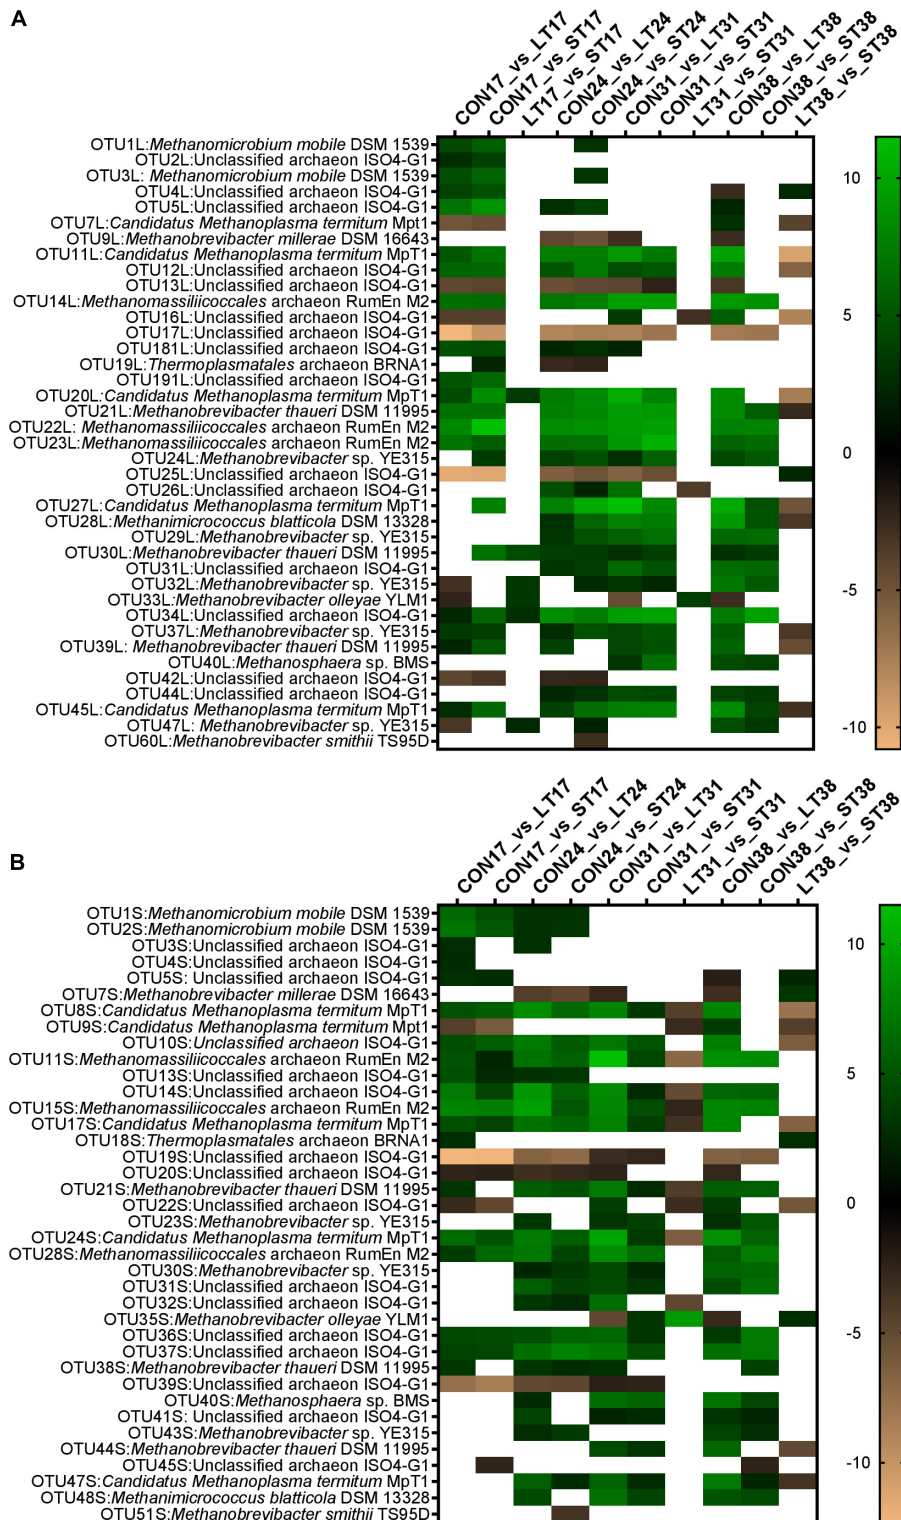 A
CON17_vs_LT17
CON17_vs_ST17
LT17_vs_ST17
CON24_vs_LT24
CON24_vs_ST24
CON31_vs_LT31
CON31_vs_ST31
LT31_vs_ST31
CON38_vs_LT38
CON38_vs_ST38
LT38_vs_ST38
OTU1L:Methanomicrobium mobile DSM 1539
OTU2L:Unclassified archaeon ISO4-G1
OTU3L: Methanomicrobium mobile DSM 1539
OTU4L:Unclassified archaeon ISO4-G1
OTU5L:Unclassified archaeon ISO4-G1
OTU7L:Candidatus Methanoplasma termitum Mpt1
OTU9L:Methanobrevibacter millerae DSM 16643
OTU11L:Candidatus Methanoplasma termitum MpT1
OTU12L:Unclassified archaeon ISO4-G1
OTU13L:Unclassified archaeon ISO4-G1
OTU14L:Methanomassiliicoccales archaeon RumEn M2
OTU16L:Unclassified archaeon ISO4-G1
OTU17L:Unclassified archaeon ISO4-G1
OTU181L:Unclassified archaeon ISO4-G1
OTU19L:Thermoplasmatales archaeon BRNA1
OTU191L:Unclassified archaeon ISO4-G1
OTU20L:Candidatus Methanoplasma termitum MpT1
OTU21L:Methanobrevibacter thaueri DSM 11995
OTU22L: Methanomassiliicoccales archaeon RumEn M2
OTU23L:Methanomassiliicoccales archaeon RumEn M2
OTU24L:Methanobrevibacter sp. YE315
OTU25L:Unclassified archaeon ISO4-G1
OTU26L:Unclassified archaeon ISO4-G1
OTU27L:Candidatus Methanoplasma termitum MpT1
OTU28L:Methanimicrococcus blatticola DSM 13328
OTU29L:Methanobrevibacter sp. YE315
OTU30L:Methanobrevibacter thaueri DSM 11995
OTU31L:Unclassified archaeon ISO4-G1
OTU32L:Methanobrevibacter sp. YE315
OTU33L:Methanobrevibacter olleyae YLM1
OTU34L:Unclassified archaeon ISO4-G1
OTU37L:Methanobrevibacter sp. YE315
OTU39L: Methanobrevibacter thaueri DSM 11995
OTU40L:Methanosphaera sp. BMS
OTU42L:Unclassified archaeon ISO4-G1
OTU44L:Unclassified archaeon ISO4-G1
OTU45L:Candidatus Methanoplasma termitum MpT1
OTU47L: Methanobrevibacter sp. YE315
OTU60L:Methanobrevibacter smithii TS95D
10
5
0
-5
-10
B
CON17_vs_LT17
CON17_vs_ST17
CON24_vs_LT24
CON24_vs_ST24
CON31_vs_LT31
CON31_vs_ST31
LT31_vs_ST31
CON38_vs_LT38
CON38_vs_ST38
LT38_vs_ST38
OTU1S:Methanomicrobium mobile DSM 1539
OTU2S:Methanomicrobium mobile DSM 1539
OTU3S:Unclassified archaeon ISO4-G1
OTU4S:Unclassified archaeon ISO4-G1
OTU5S: Unclassified archaeon ISO4-G1
OTU7S:Methanobrevibacter millerae DSM 16643
OTU8S:Candidatus Methanoplasma termitum MpT1
OTU9S:Candidatus Methanoplasma termitum Mpt1
OTU10S:Unclassified archaeon ISO4-G1
OTU11S:Methanomassiliicoccales archaeon RumEn M2
OTU13S:Unclassified archaeon ISO4-G1
OTU14S:Unclassified archaeon ISO4-G1
OTU15S:Methanomassiliicoccales archaeon RumEn M2
OTU17S:Candidatus Methanoplasma termitum MpT1
OTU18S:Thermoplasmatales archaeon BRNA1
OTU19S:Unclassified archaeon ISO4-G1
OTU20S:Unclassified archaeon ISO4-G1
OTU21S:Methanobrevibacter thaueri DSM 11995
OTU22S:Unclassified archaeon ISO4-G1
OTU23S:Methanobrevibacter sp. YE315
OTU24S:Candidatus Methanoplasma termitum MpT1
OTU28S:Methanomassiliicoccales archaeon RumEn M2
OTU30S:Methanobrevibacter sp. YE315
OTU31S:Unclassified archaeon ISO4-G1
OTU32S:Unclassified archaeon ISO4-G1
OTU35S:Methanobrevibacter olleyae YLM1
OTU36S:Unclassified archaeon ISO4-G1
OTU37S:Unclassified archaeon ISO4-G1
OTU38S:Methanobrevibacter thaueri DSM 11995
OTU39S:Unclassified archaeon ISO4-G1
OTU40S:Methanosphaera sp. BMS
OTU41S: Unclassified archaeon ISO4-G1
OTU43S:Methanobrevibacter sp. YE315
OTU44S:Methanobrevibacter thaueri DSM 11995
OTU45S:Unclassified archaeon ISO4-G1
OTU47S:Candidatus Methanoplasma termitum MpT1
OTU48S:Methanimicrococcus blatticola DSM 13328
OTU51S:Methanobrevibacter smithii TS95D
10
5
0
-5
-10